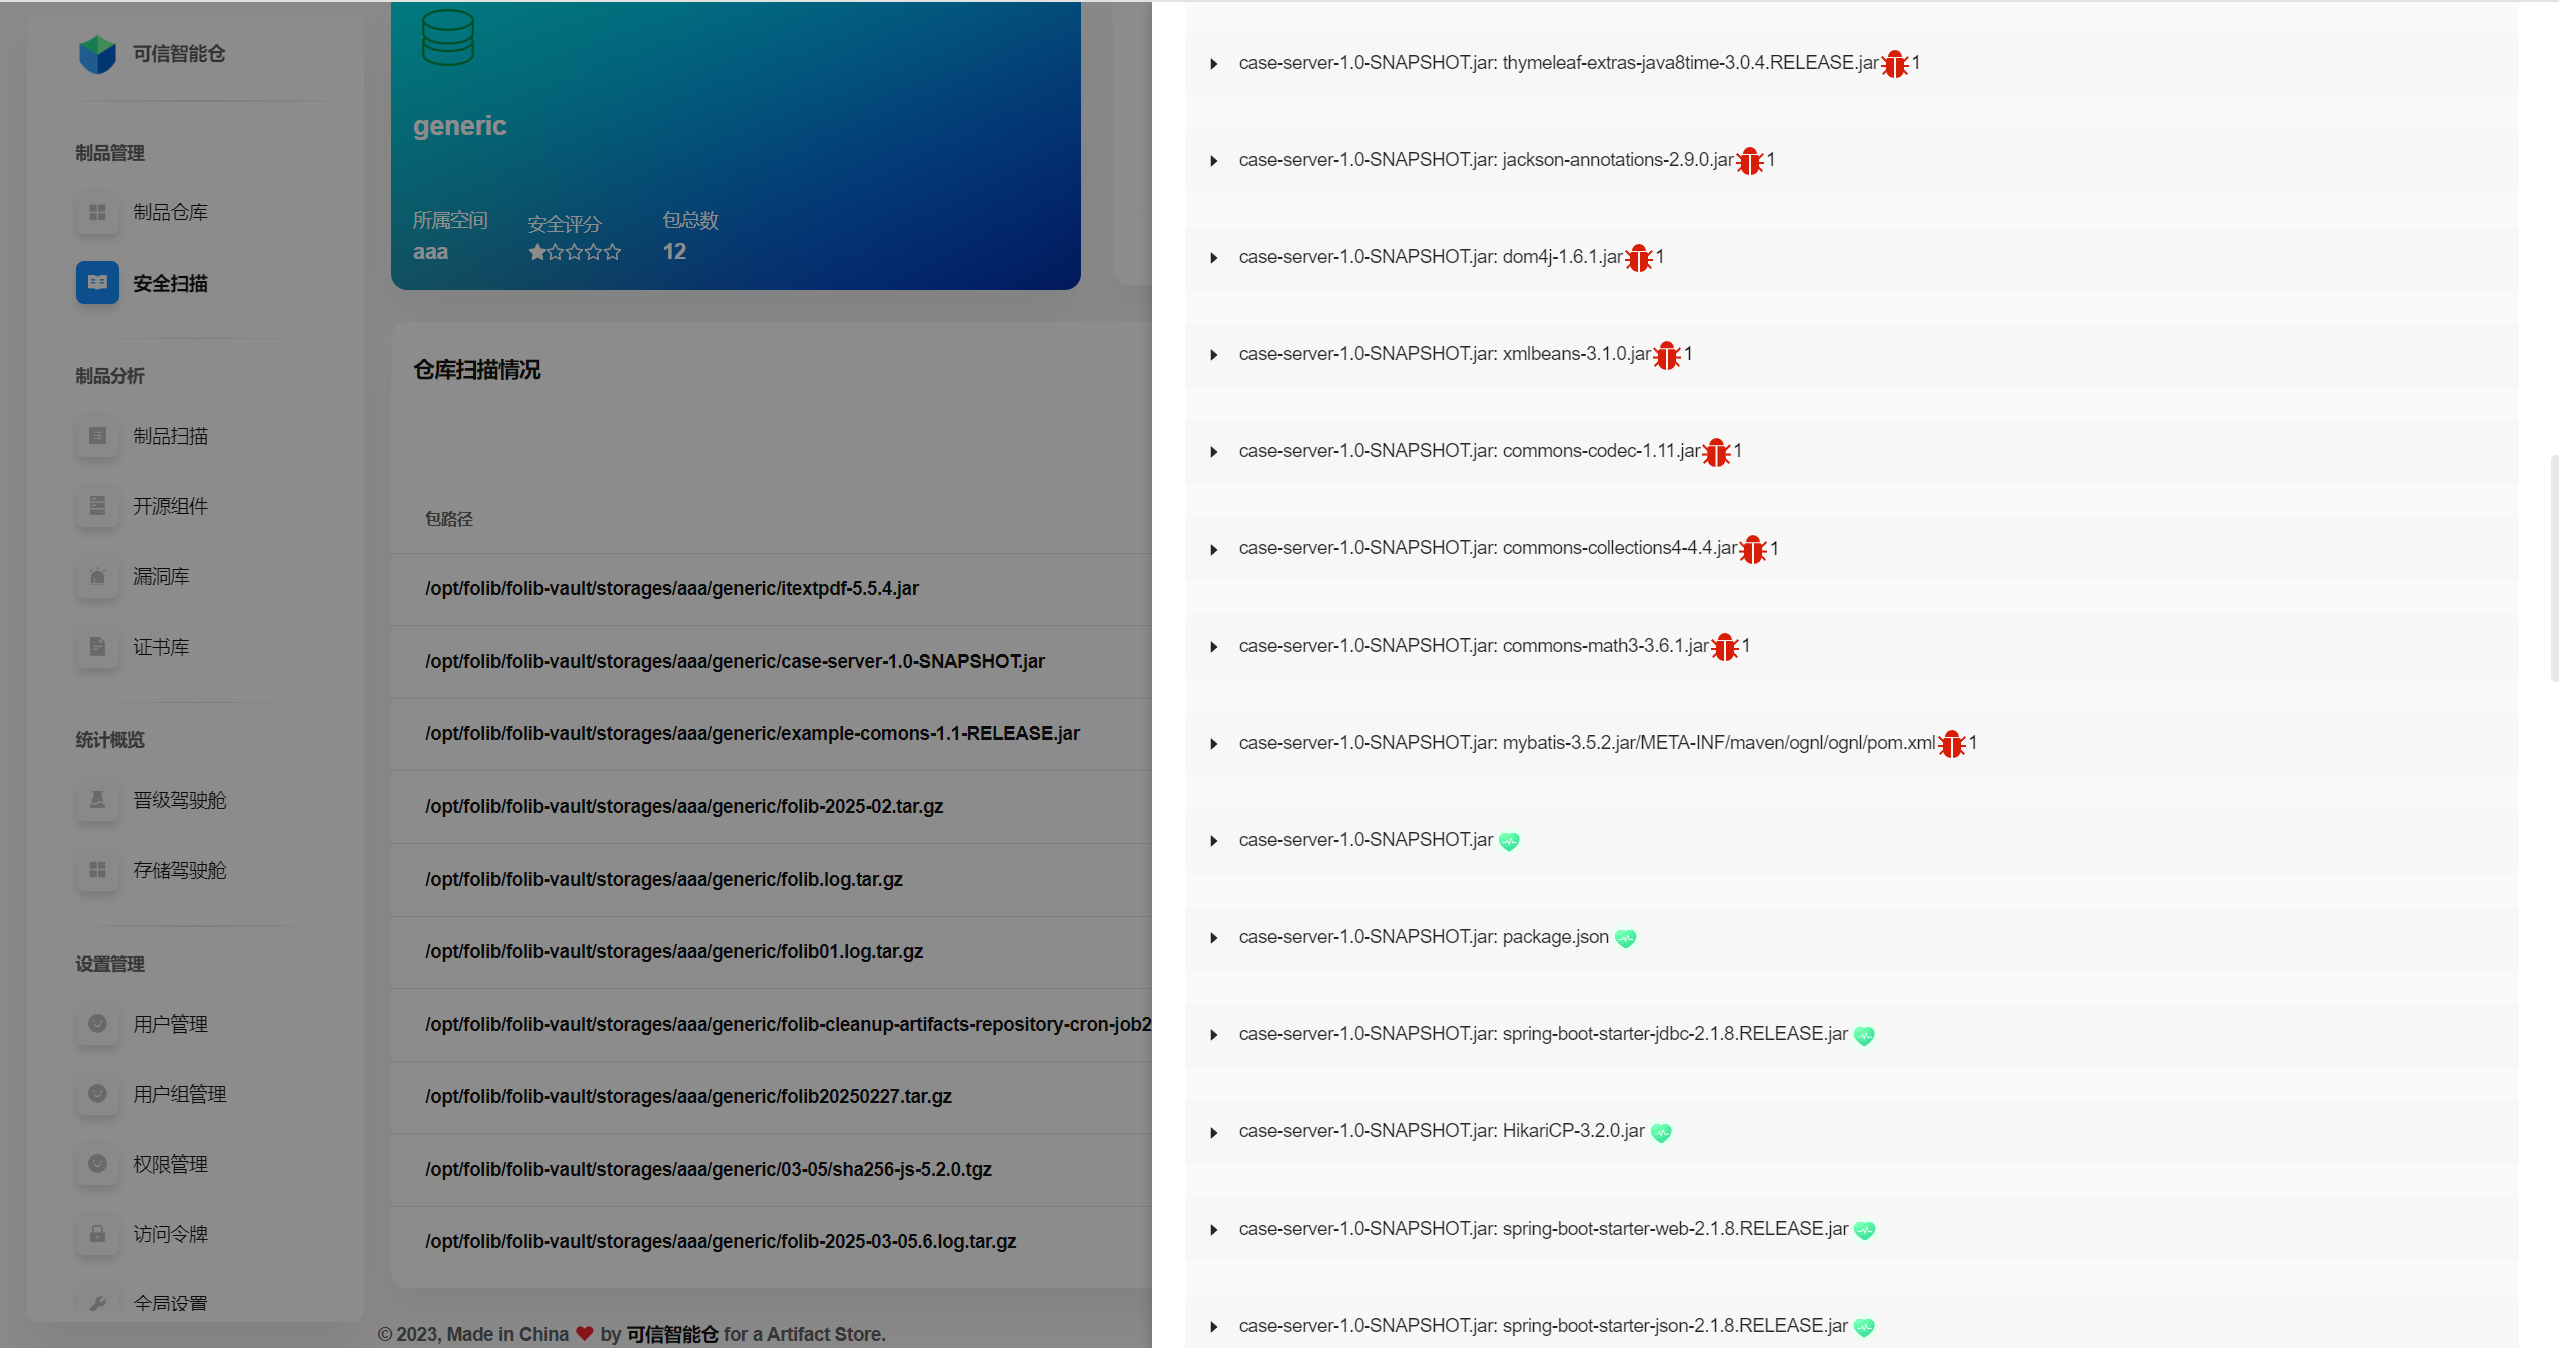 可信智能仓
制品管理
制品仓库
安全扫描
制品分析
制品扫描
开源组件
漏洞库
证书库
统计概览
晋级驾驶舱
存储驾驶舱
设置管理
用户管理
用户组管理
权限管理
访问令牌
全局设置
generic
所属空间
安全评分
包总数
aaa
12
仓库扫描情况
包路径
/opt/folib/folib-vault/storages/aaa/generic/itextpdf-5.5.4.jar
/opt/folib/folib-vault/storages/aaa/generic/case-server-1.0-SNAPSHOT.jar
/opt/folib/folib-vault/storages/aaa/generic/example-comons-1.1-RELEASE.jar
/opt/folib/folib-vault/storages/aaa/generic/folib-2025-02.tar.gz
/opt/folib/folib-vault/storages/aaa/generic/folib.log.tar.gz
/opt/folib/folib-vault/storages/aaa/generic/folib01.log.tar.gz
/opt/folib/folib-vault/storages/aaa/generic/folib-cleanup-artifacts-repository-cron-job2
/opt/folib/folib-vault/storages/aaa/generic/folib20250227.tar.gz
/opt/folib/folib-vault/storages/aaa/generic/03-05/sha256-js-5.2.0.tgz
/opt/folib/folib-vault/storages/aaa/generic/folib-2025-03-05.6.log.tar.gz
© 2023, Made in China ❤ by 可信智能仓 for a Artifact Store.
case-server-1.0-SNAPSHOT.jar: thymeleaf-extras-java8time-3.0.4.RELEASE.jar 1
case-server-1.0-SNAPSHOT.jar: jackson-annotations-2.9.0.jar 1
case-server-1.0-SNAPSHOT.jar: dom4j-1.6.1.jar 1
case-server-1.0-SNAPSHOT.jar: xmlbeans-3.1.0.jar 1
case-server-1.0-SNAPSHOT.jar: commons-codec-1.11.jar 1
case-server-1.0-SNAPSHOT.jar: commons-collections4-4.4.jar 1
case-server-1.0-SNAPSHOT.jar: commons-math3-3.6.1.jar 1
case-server-1.0-SNAPSHOT.jar: mybatis-3.5.2.jar/META-INF/maven/ognl/ognl/pom.xml 1
case-server-1.0-SNAPSHOT.jar
case-server-1.0-SNAPSHOT.jar: package.json
case-server-1.0-SNAPSHOT.jar: spring-boot-starter-jdbc-2.1.8.RELEASE.jar
case-server-1.0-SNAPSHOT.jar: HikariCP-3.2.0.jar
case-server-1.0-SNAPSHOT.jar: spring-boot-starter-web-2.1.8.RELEASE.jar
case-server-1.0-SNAPSHOT.jar: spring-boot-starter-json-2.1.8.RELEASE.jar